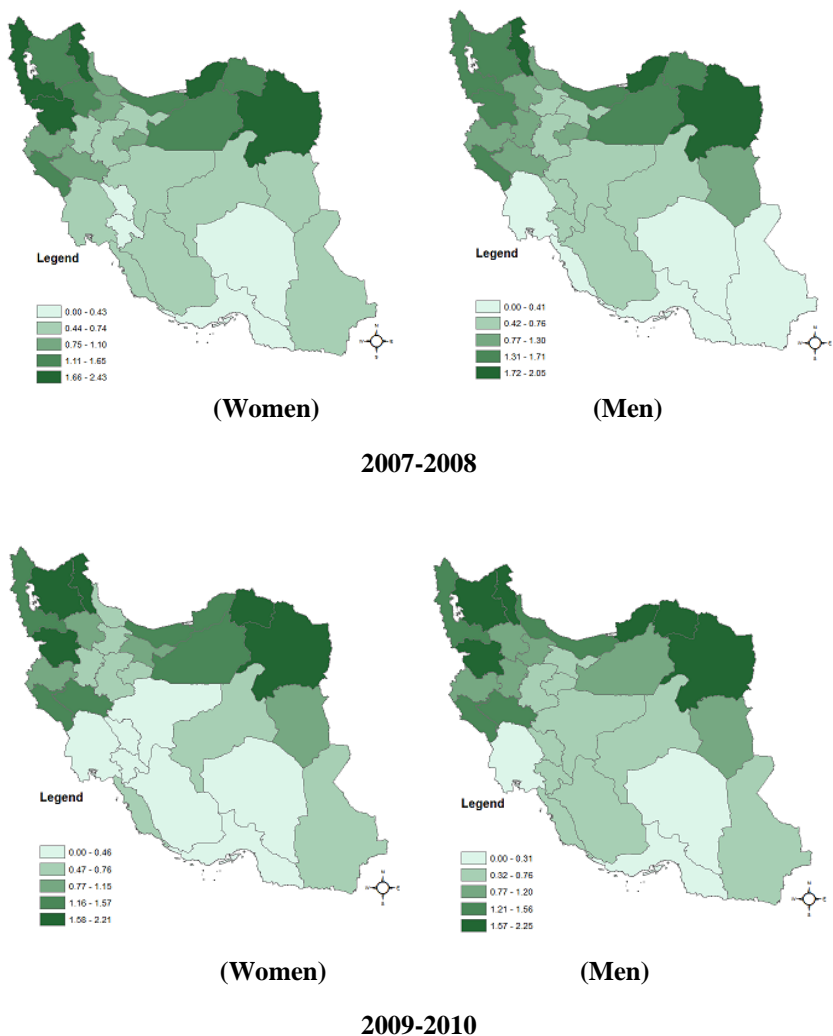 Legend
0.00 - 0.43
0.44 - 0.74
0.75 - 1.10
1.11 - 1.65
1.66 - 2.43
N
Legend
0.00 - 0.41
0.42 - 0.76
0.77 - 1.30
1.31 - 1.71
1.72 - 2.05
N
E
(Women) (Men)
2007-2008
Legend
0.00 - 0.46
0.47 - 0.76
0.77 - 1.15
1.16 - 1.57
1.58 - 2.21
N
E
S
Legend
0.00 - 0.31
0.32 - 0.76
0.77 - 1.20
1.21 - 1.56
1.57 - 2.25
N
E
S
(Women) (Men)
2009-2010